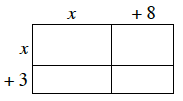 x + 8
x
+ 3